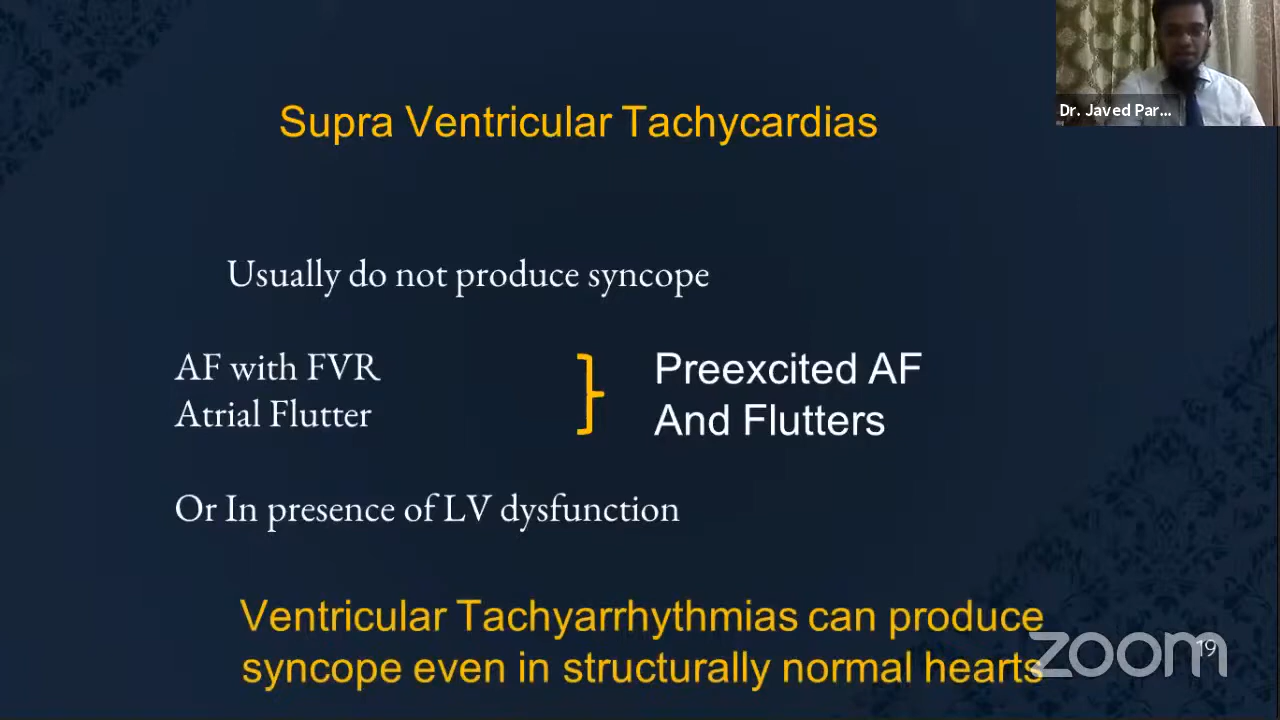 Dr. Javed Par...
Supra Ventricular Tachycardias
Usually do not produce syncope
AF with FVR
Atrial Flutter
}
Preexcited AF
And Flutters
Or In presence of LV dysfunction
Ventricular Tachyarrhythmias can produce
syncope even in structurally normal hearts
zoom
19